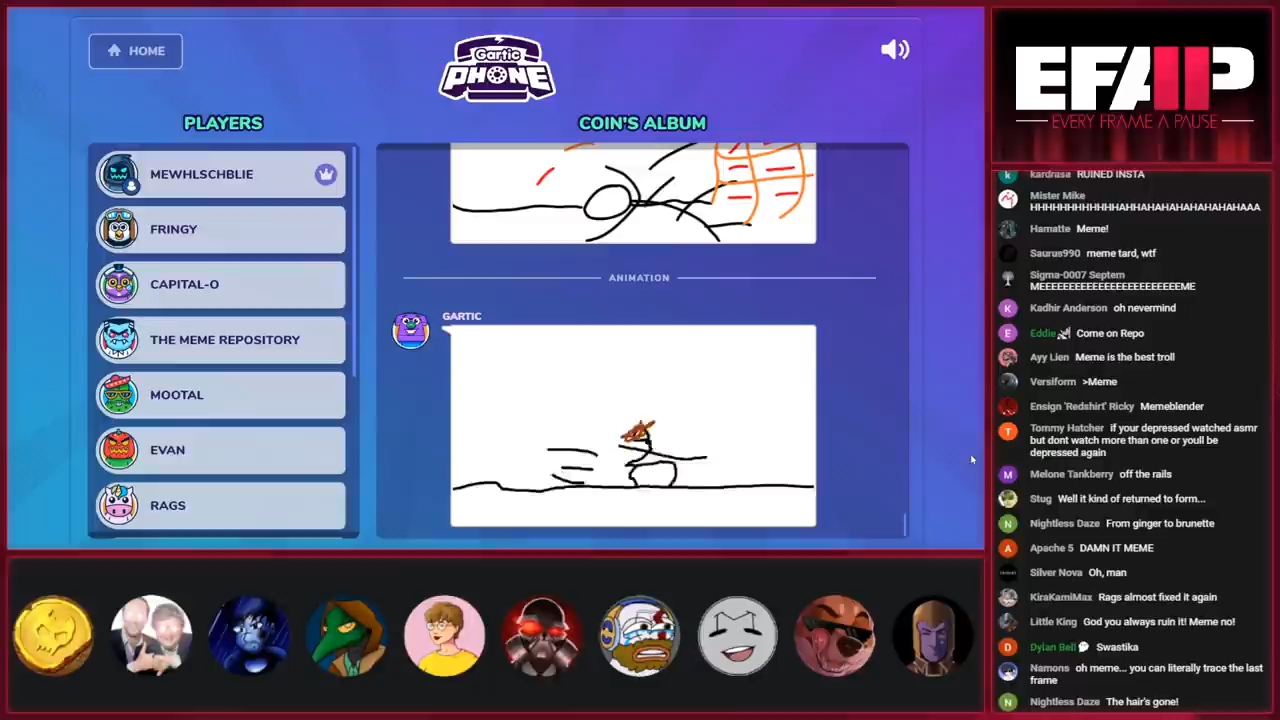 HOME
Gartic
PHONE
PLAYERS
COIN'S ALBUM
MEWHLSCHBLIE
FRINGY
CAPITAL-O
THE MEME REPOSITORY
MOOTAL
EVAN
RAGS
ANIMATION
GARTIC
EFAP
EVERY FRAME A PAUSE
kardrasa RUINED INSTA
Mister Mike
HHHHHHHHHHHHAHHAHAHAHAHAHAHAHAAA
Hamatte Meme!
Saurus990 meme tard, wtf
Sigma-0007 Septem
MEEEEEEEEEEEEEEEEEEEEEEEEME
Kadhir Anderson oh nevermind
Eddie Come on Repo
Ayy Lien Meme is the best troll
Versiform >Meme
Ensign 'Redshirt' Ricky Memeblender
Tommy Hatcher if your depressed watched asmr
but dont watch more than one or youll be
depressed again
Melone Tankberry off the rails
Stug Well it kind of returned to form...
Nightless Daze From ginger to brunette
Apache 5 DAMN IT MEME
Silver Nova Oh, man
KiraKamiMax Rags almost fixed it again
Little King God you always ruin it! Meme no!
Dylan Bell Swastika
Namons oh meme... you can literally trace the last
frame
Nightless Daze The hair's gone!